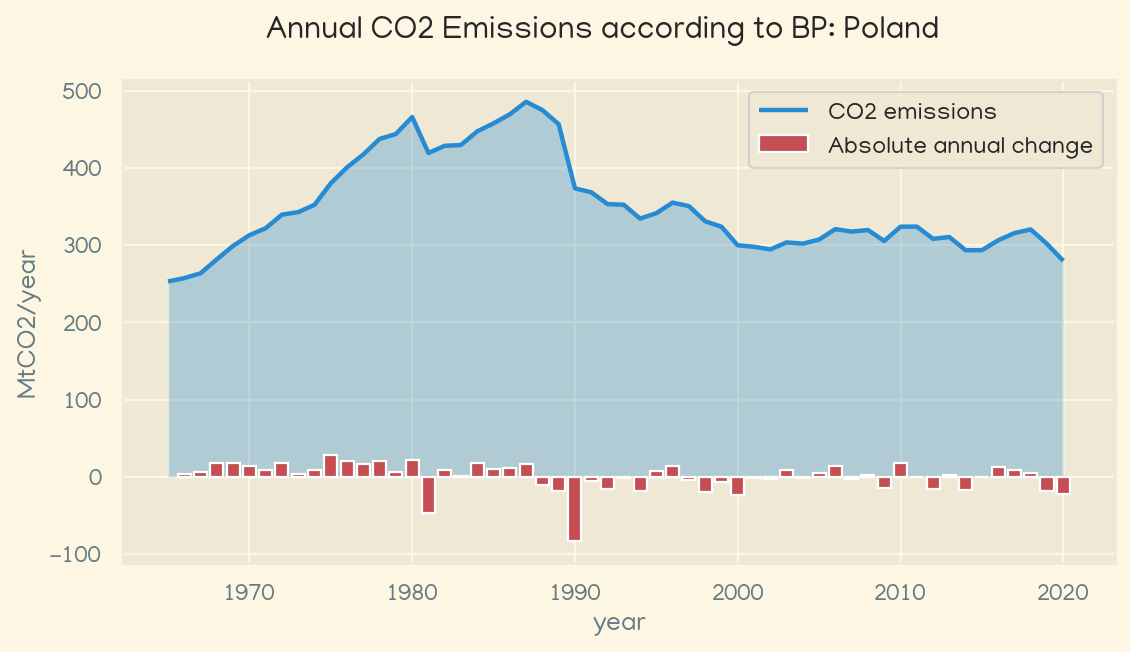 Annual CO2 Emissions according to BP: Poland
CO2 emissions
Absolute annual change
500
400
300
200
100
0
−100
MtCO2/year
1970 1980 1990 2000 2010 2020
year